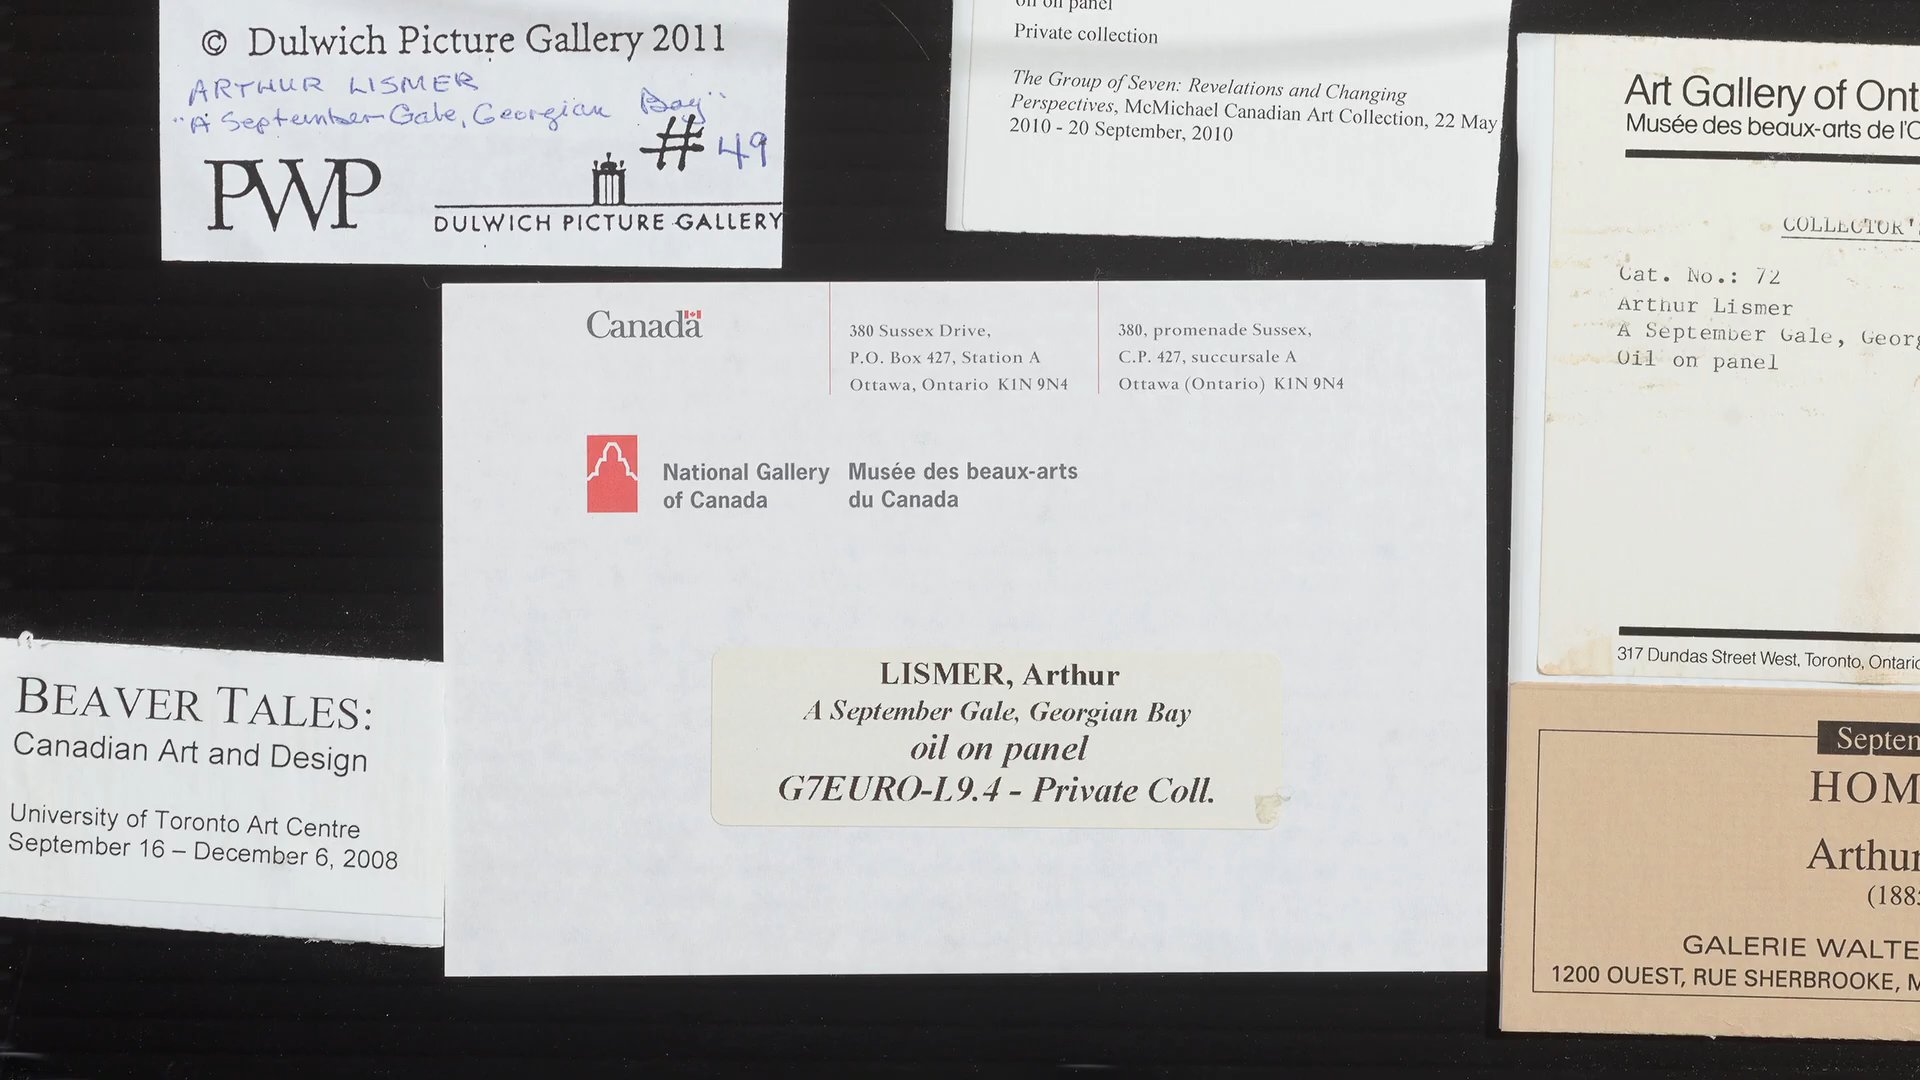 © Dulwich Picture Gallery 2011
ARTHUR LISMER
"A September Gale, Georgian Bay"
# 49
PWP
DULWICH PICTURE GALLERY
oil on panel
Private collection
The Group of Seven: Revelations and Changing
Perspectives, McMichael Canadian Art Collection, 22 May
2010 - 20 September, 2010
Art Gallery of Ont
Musée des beaux-arts de l'O
COLLECTOR'S
Cat. No.: 72
Arthur Lismer
A September Gale, Georg
Oil on panel
317 Dundas Street West, Toronto, Ontario
Canada
380 Sussex Drive,
P.O. Box 427, Station A
Ottawa, Ontario K1N 9N4
380, promenade Sussex,
C.P. 427, succursale A
Ottawa (Ontario) K1N 9N4
National Gallery
of Canada
Musée des beaux-arts
du Canada
LISMER, Arthur
A September Gale, Georgian Bay
oil on panel
G7EURO-L9.4 - Private Coll.
BEAVER TALES:
Canadian Art and Design
University of Toronto Art Centre
September 16 – December 6, 2008
Septem
HOM
Arthur
(188
GALERIE WALTE
1200 OUEST, RUE SHERBROOKE, M